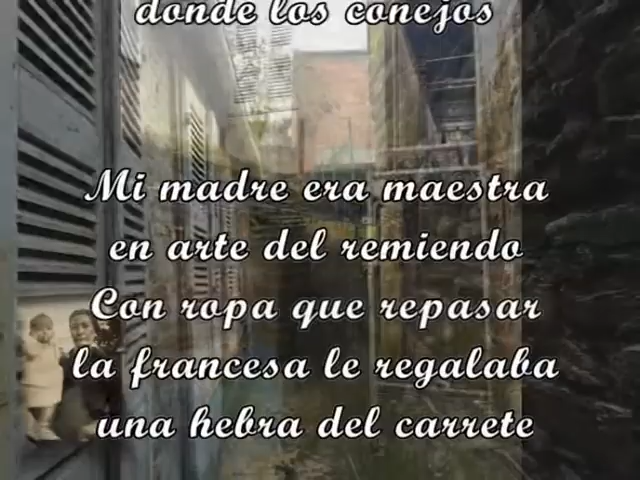 donde los conejos
Mi madre era maestra
en arte del remiendo
Con ropa que repasar
la francesa le regalaba
una hebra del carrete